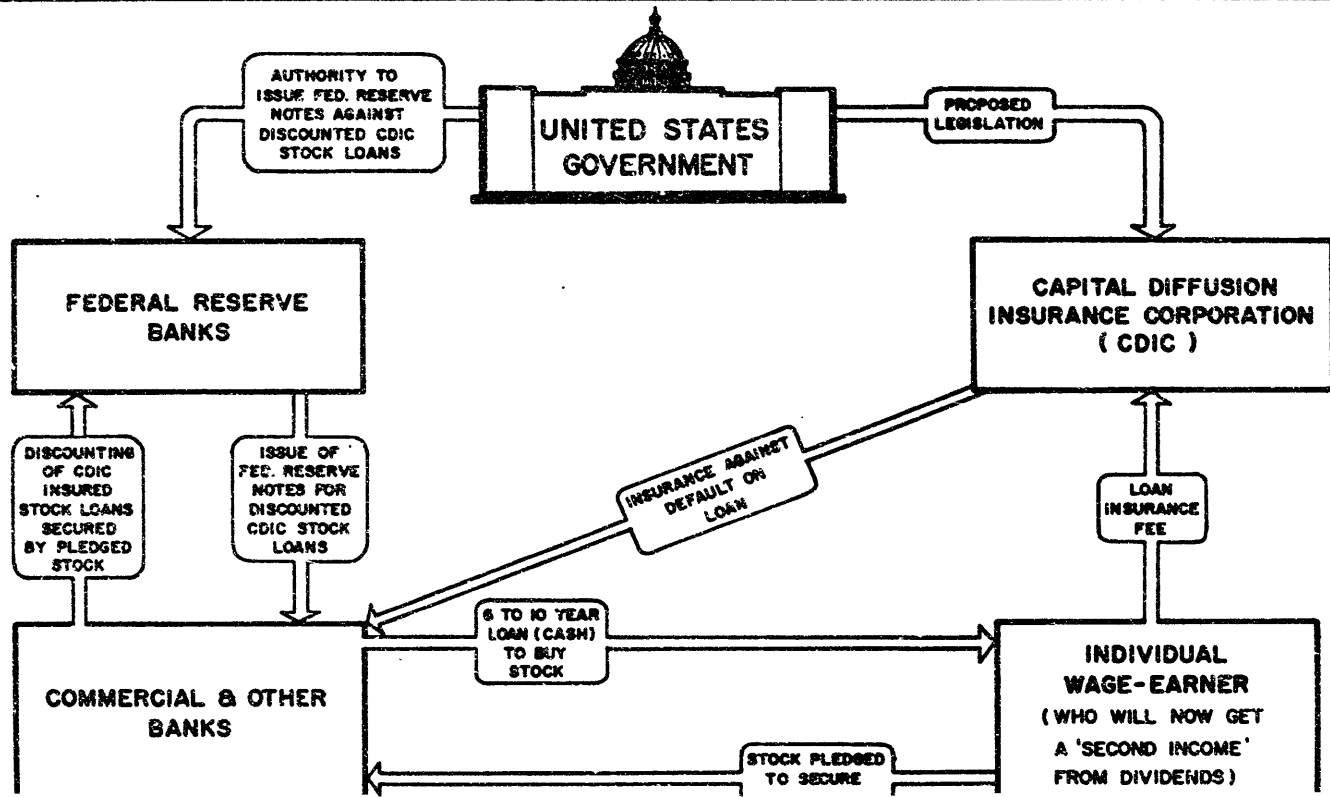 AUTHORITY TO
ISSUE FED. RESERVE
NOTES AGAINST
DISCOUNTED CDIC
STOCK LOANS
UNITED STATES
GOVERNMENT
PROPOSED
LEGISLATION
FEDERAL RESERVE
BANKS
CAPITAL DIFFUSION
INSURANCE CORPORATION
( CDIC )
DISCOUNTING
OF CDIC
INSURED
STOCK LOANS
SECURED
BY PLEDGED
STOCK
ISSUE OF
FED. RESERVE
NOTES FOR
DISCOUNTED
CDIC STOCK
LOANS
INSURANCE AGAINST
DEFAULT ON
LOAN
LOAN
INSURANCE
FEE
6 TO 10 YEAR
LOAN (CASH)
TO BUY
STOCK
COMMERCIAL & OTHER
BANKS
INDIVIDUAL
WAGE-EARNER
(WHO WILL NOW GET
A 'SECOND INCOME'
FROM DIVIDENDS)
STOCK PLEDGED
TO SECURE